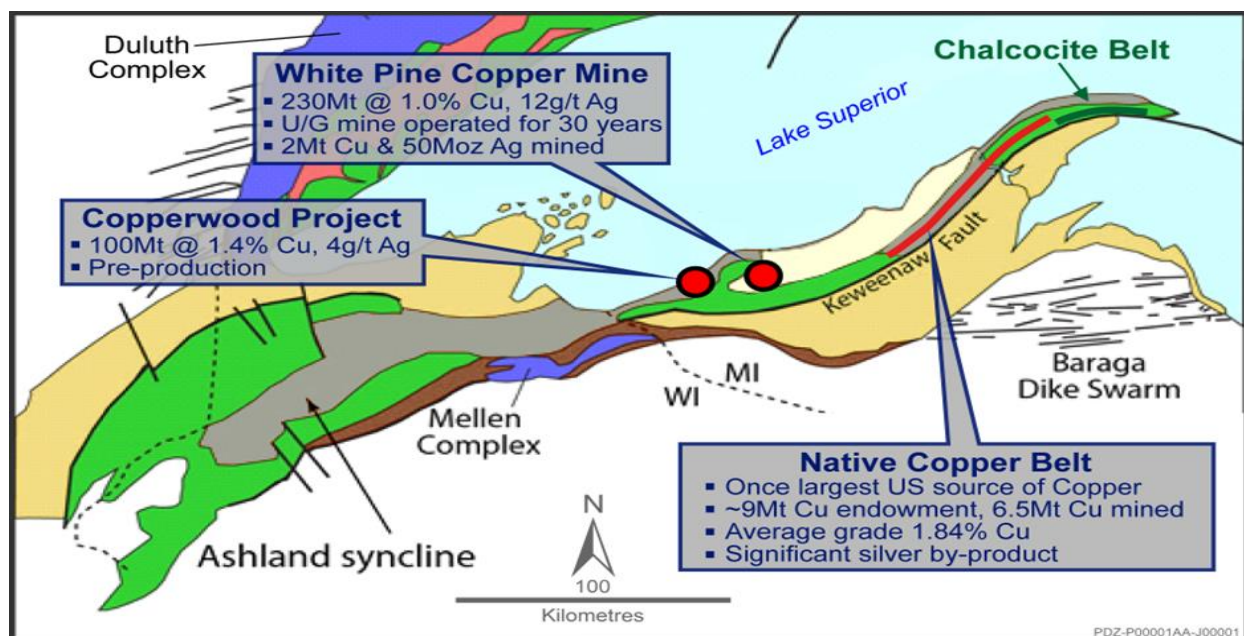 Duluth
Complex
White Pine Copper Mine
▪ 230Mt @ 1.0% Cu, 12g/t Ag
▪ U/G mine operated for 30 years
▪ 2Mt Cu & 50Moz Ag mined
Chalcocite Belt
Lake Superior
Copperwood Project
▪ 100Mt @ 1.4% Cu, 4g/t Ag
▪ Pre-production
Keweenaw Fault
Baraga
Dike Swarm
MI
WI
Mellen
Complex
Native Copper Belt
▪ Once largest US source of Copper
▪ ~9Mt Cu endowment, 6.5Mt Cu mined
▪ Average grade 1.84% Cu
▪ Significant silver by-product
Ashland syncline
N
100
Kilometres
PDZ-P00001AA-J00001